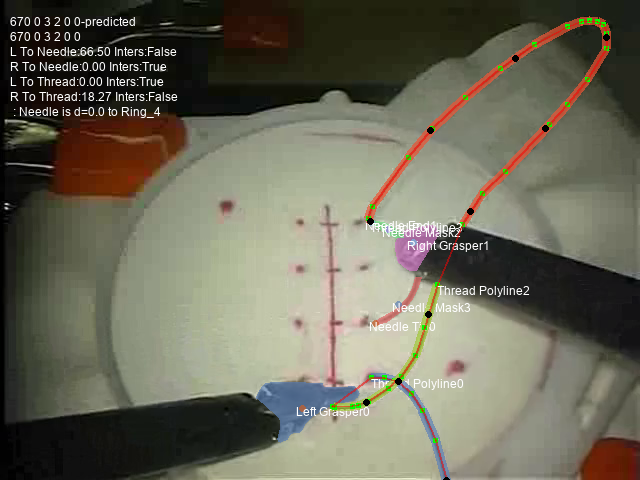 670 0 3 2 0 0-predicted
670 0 3 2 0 0
L To Needle:66.50 Inters:False
R To Needle:0.00 Inters:True
L To Thread:0.00 Inters:True
R To Thread:18.27 Inters:False
: Needle is d=0.0 to Ring_4
Needle Mask2
Right Grasper1
Thread Polyline2
Needle Mask3
Thread Polyline0
Left Grasper0